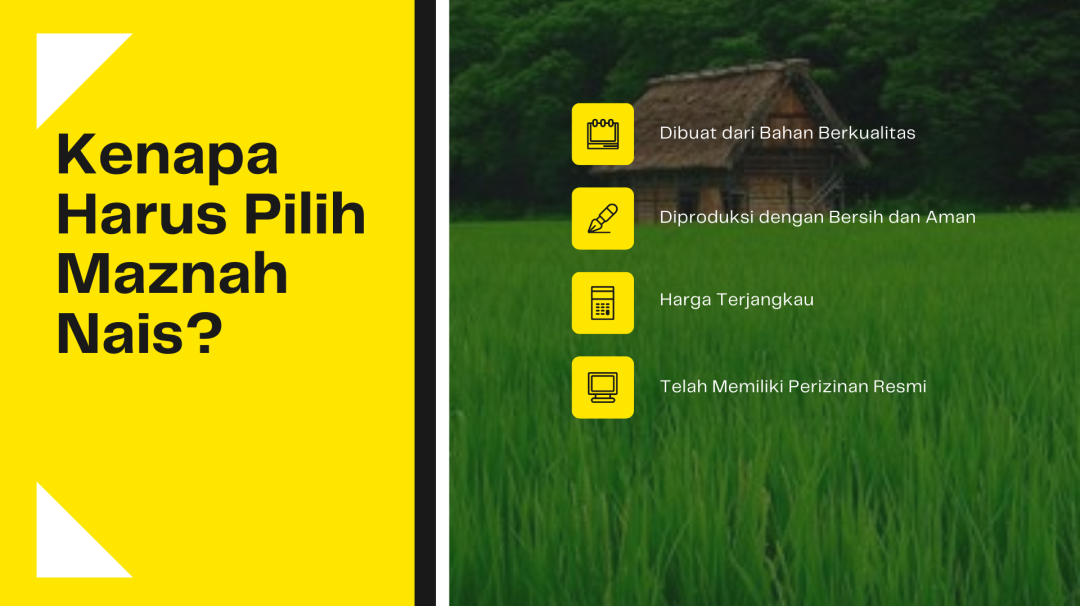 Kenapa
Harus Pilih
Maznah
Nais?
Dibuat dari Bahan Berkualitas
Diproduksi dengan Bersih dan Aman
Harga Terjangkau
Telah Memiliki Perizinan Resmi